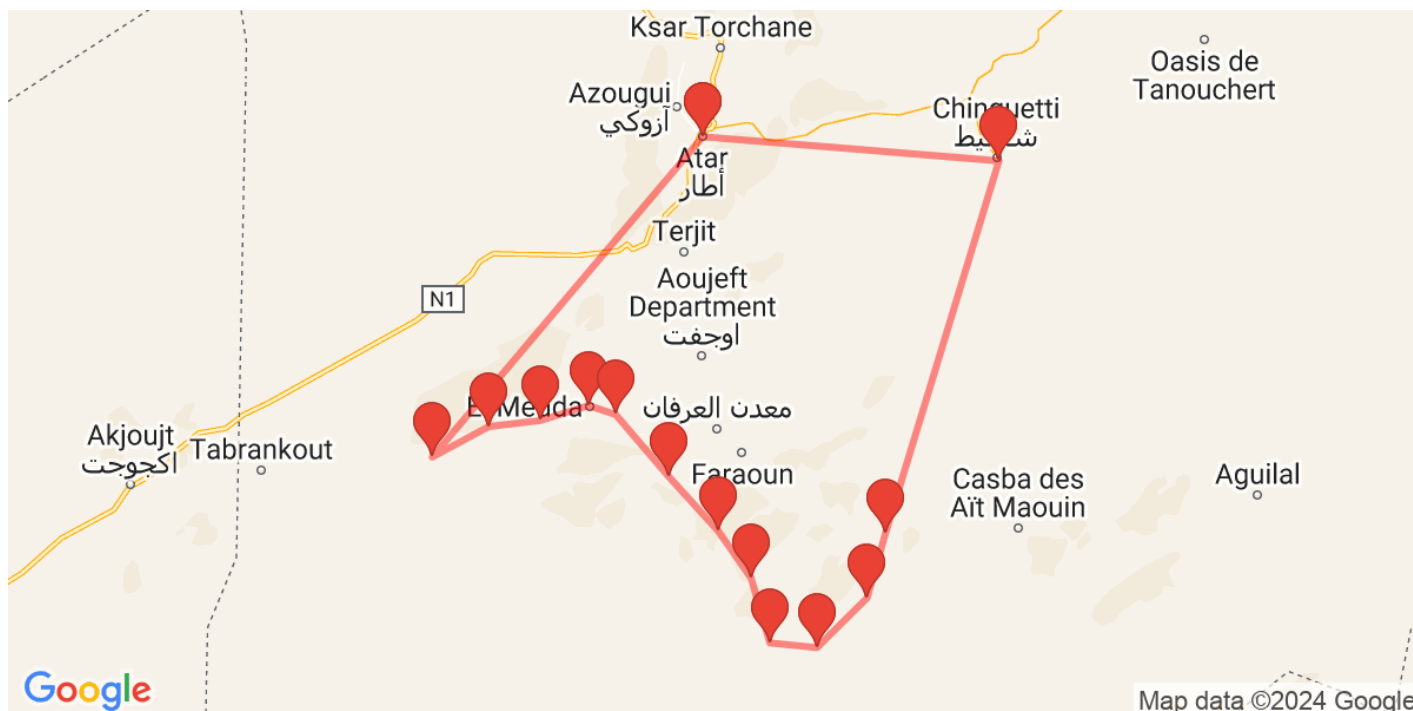 Ksar Torchane
Oasis de
Tanouchert
Azougui
آزوكي
Chinguetti
Atar
أطار
Terjit
Aoujeft
Department
اوجفت
N1
معدن العرفان
Akjoujt
اكجوجت
Tabrankout
Faraoun
Casba des
Aït Maouin
Aguilal
Google
Map data ©2024 Google